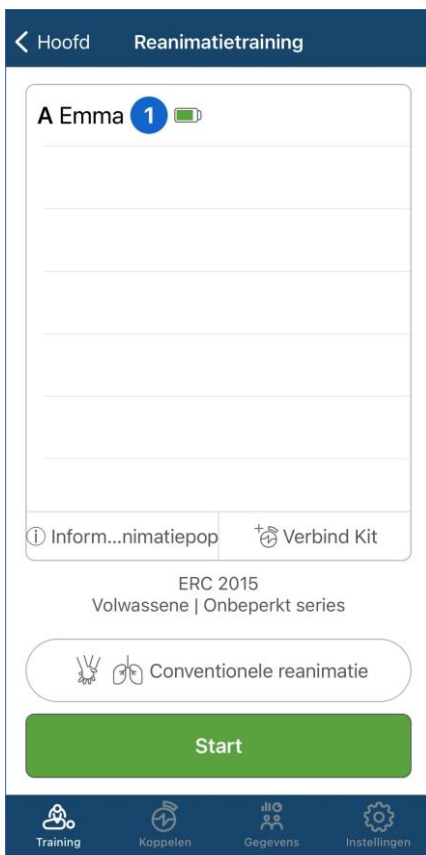 Hoofd Reanimatietraining
A Emma 1
Inform...nimatiepop Verbind Kit
ERC 2015
Volwassene | Onbeperkt series
Conventionele reanimatie
Start
Training Koppelen Gegevens Instellingen